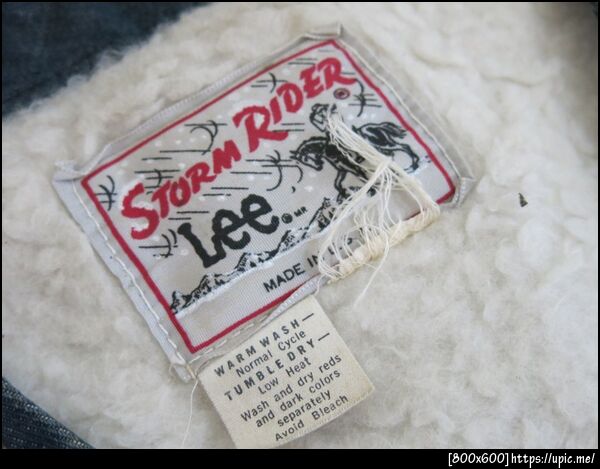 STORM RIDER®
Lee® MR
MADE IN
WARM WASH—
Normal Cycle
TUMBLE DRY—
Low Heat
Wash and dry reds
and dark colors
separately
Avoid Bleach
[800x600]https://upic.me/